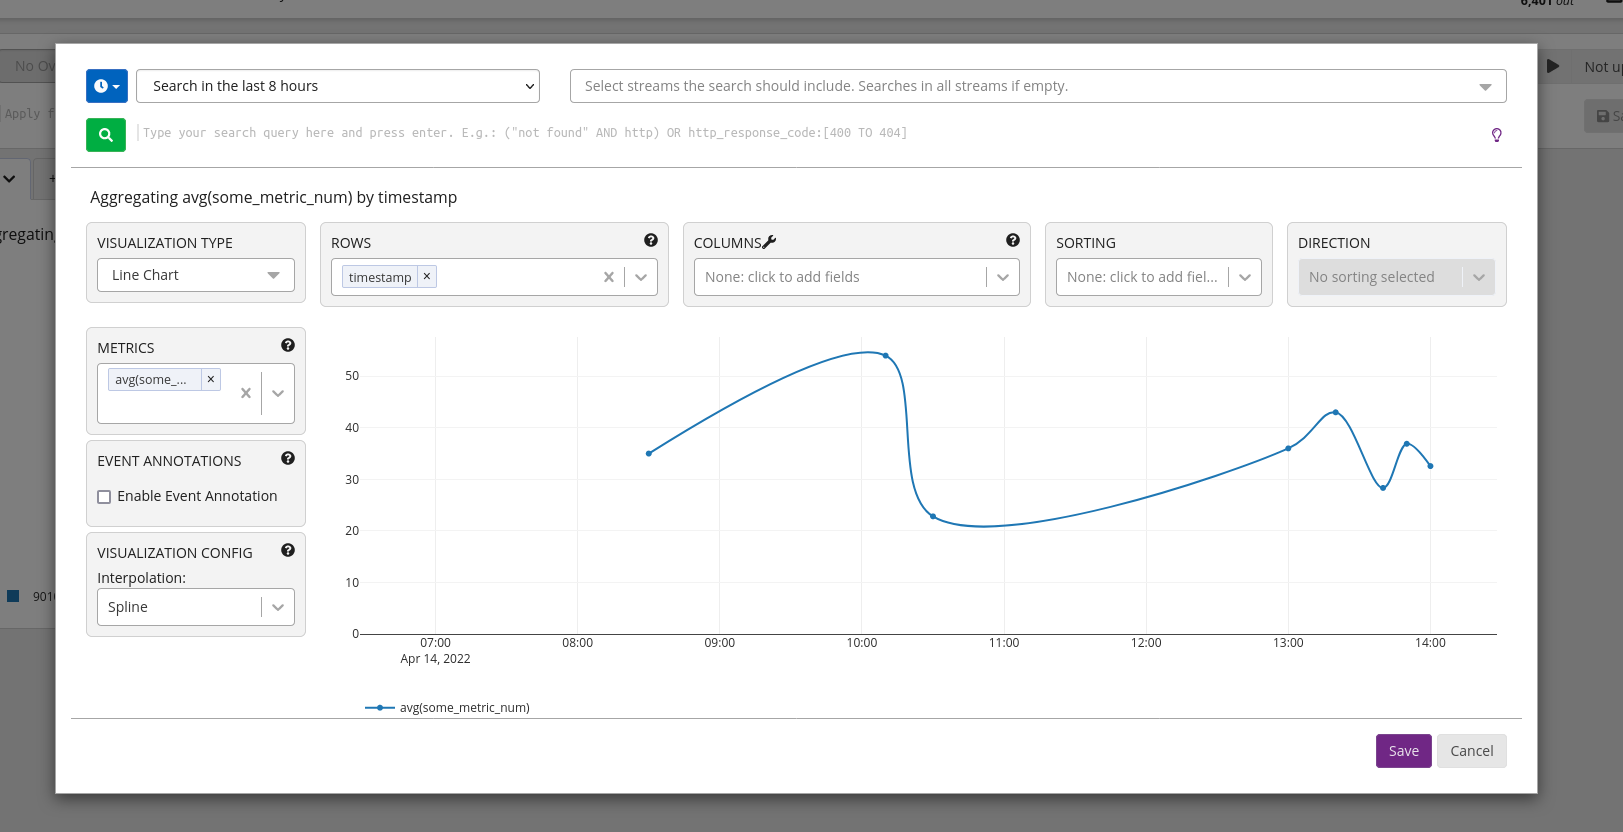 6,401 out
No Ov
Not u
Search in the last 8 hours
Select streams the search should include. Searches in all streams if empty.
Apply f
Type your search query here and press enter. E.g.: ("not found" AND http) OR http_response_code:[400 TO 404]
Aggregating avg(some_metric_num) by timestamp
gregatin
VISUALIZATION TYPE
Line Chart
ROWS
timestamp ×
COLUMNS
None: click to add fields
SORTING
None: click to add fiel...
DIRECTION
No sorting selected
METRICS
avg(some_... ×
EVENT ANNOTATIONS
Enable Event Annotation
VISUALIZATION CONFIG
Interpolation:
Spline
901
50
40
30
20
10
0
07:00 08:00 09:00 10:00 11:00 12:00 13:00 14:00
Apr 14, 2022
avg(some_metric_num)
Save Cancel